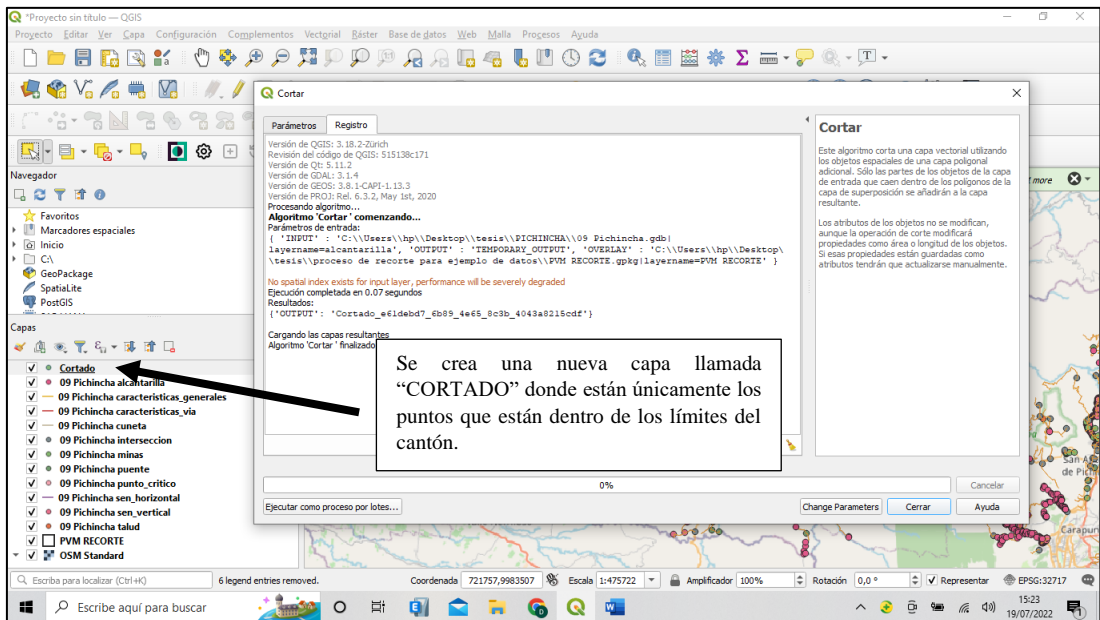 *Proyecto sin título — QGIS
Proyecto Editar Ver Capa Configuración Complementos Vectorial Ráster Base de datos Web Malla Procesos Ayuda
Cortar
Parámetros Registro
Versión de QGIS: 3.18.2-Zürich
Revisión del código de QGIS: 515138c171
Versión de Qt: 5.11.2
Versión de GDAL: 3.1.4
Versión de GEOS: 3.8.1-CAPI-1.13.3
Versión de PROJ: Rel. 6.3.2, May 1st, 2020
Procesando algoritmo...
Algoritmo 'Cortar ' comenzando...
Parámetros de entrada:
{ 'INPUT' : 'C:\\Users\\hp\\Desktop\\tesis\\PICHINCHA\\09 Pichincha.gdb|
layername=alcantarilla', 'OUTPUT' : 'TEMPORARY_OUTPUT', 'OVERLAY' : 'C:\\Users\\hp\\Desktop\
\tesis\\proceso de recorte para ejemplo de datos\\PVM RECORTE.gpkg|layername=PVM RECORTE' }
No spatial index exists for input layer, performance will be severely degraded
Ejecución completada en 0.07 segundos
Resultados:
{'OUTPUT': 'Cortado_e61debd7_6b89_4e65_8c3b_4043a8215cdf'}
Cargando las capas resultantes
Algoritmo 'Cortar ' finalizado
Cortar
Este algoritmo corta una capa vectorial utilizando
los objetos espaciales de una capa poligonal
adicional. Sólo las partes de los objetos de la capa
de entrada que caen dentro de los polígonos de la
capa de superposición se añadirán a la capa
resultante.
Los atributos de los objetos no se modifican,
aunque la operación de corte modificará
propiedades como área o longitud de los objetos.
Si esas propiedades están guardadas como
atributos tendrán que actualizarse manualmente.
more
Navegador
Favoritos
Marcadores espaciales
Inicio
C:\
GeoPackage
SpatiaLite
PostGIS
Capas
Cortado
09 Pichincha alcantarilla
09 Pichincha caracteristicas_generales
09 Pichincha caracteristicas_via
09 Pichincha cuneta
09 Pichincha interseccion
09 Pichincha minas
09 Pichincha puente
09 Pichincha punto_critico
09 Pichincha sen_horizontal
09 Pichincha sen_vertical
09 Pichincha talud
PVM RECORTE
OSM Standard
Se crea una nueva capa llamada
“CORTADO” donde están únicamente los
puntos que están dentro de los límites del
cantón.
0%
Cancelar
Ejecutar como proceso por lotes...
Change Parameters Cerrar Ayuda
San
de
Escriba para localizar (Ctrl+K) 6 legend entries removed. Coordenada 721757,9983507 Escala 1:475722 Amplificador 100% Rotación 0,0 ° Representar EPSG:32717
Escribe aquí para buscar
15:23
19/07/2022